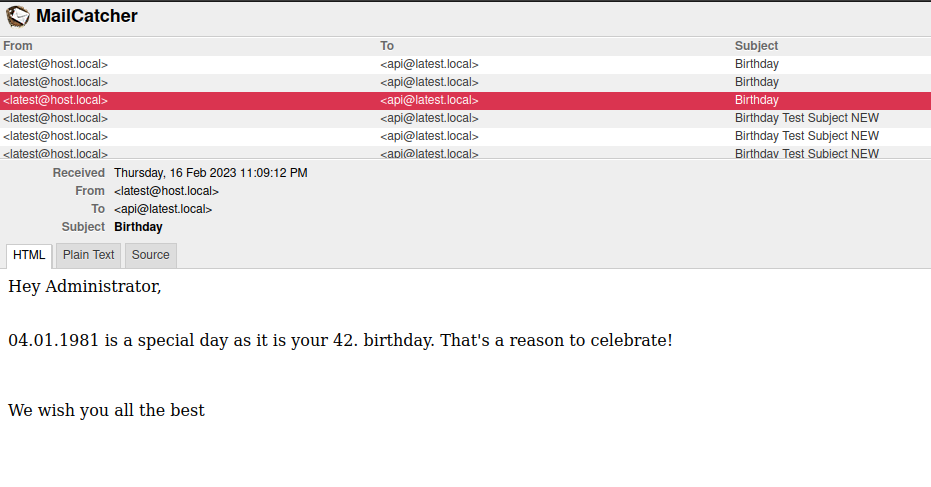 MailCatcher
From To Subject
<latest@host.local> <api@latest.local> Birthday
<latest@host.local> <api@latest.local> Birthday
<latest@host.local> <api@latest.local> Birthday
<latest@host.local> <api@latest.local> Birthday Test Subject NEW
<latest@host.local> <api@latest.local> Birthday Test Subject NEW
<latest@host.local> <api@latest.local> Birthday Test Subject NEW
Received Thursday, 16 Feb 2023 11:09:12 PM
From <latest@host.local>
To <api@latest.local>
Subject Birthday
HTML Plain Text Source
Hey Administrator,
04.01.1981 is a special day as it is your 42. birthday. That's a reason to celebrate!
We wish you all the best